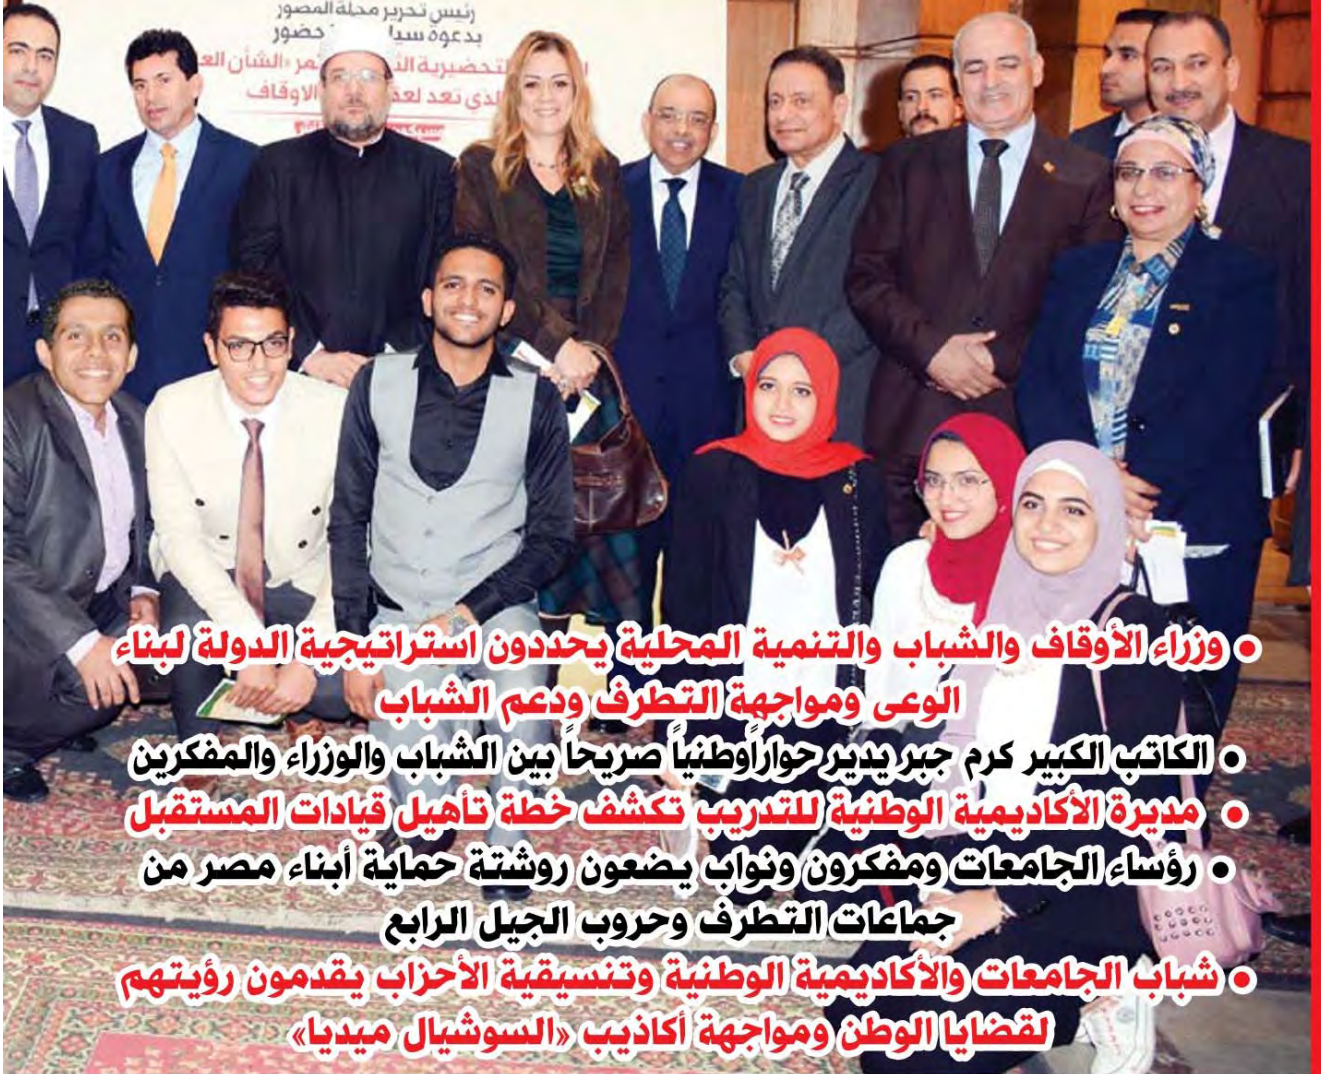 رئيس تحرير مجلة المصور
بدعوة حضور
التحضيرية «الشأن
الأوقاف
• وزراء الأوقاف والشباب والتنمية المحلية يحددون استراتيجية الدولة لبناء
الوعى ومواجهة التطرف ودعم الشباب
• الكاتب الكبير كرم جبر يدير حواراًوطنياً صريحاً بين الشباب والوزراء والمفكرين
• مديرة الأكاديمية الوطنية للتدريب تكشف خطة تأهيل قيادات المستقبل
• رؤساء الجامعات ومفكرون ونواب يضعون روشتة حماية أبناء مصر من
جماعات التطرف وحروب الجيل الرابع
• شباب الجامعات والأكاديمية الوطنية وتنسيقية الأحزاب يقدمون رؤيتهم
لقضايا الوطن ومواجهة أكاذيب «السوشيال ميديا»